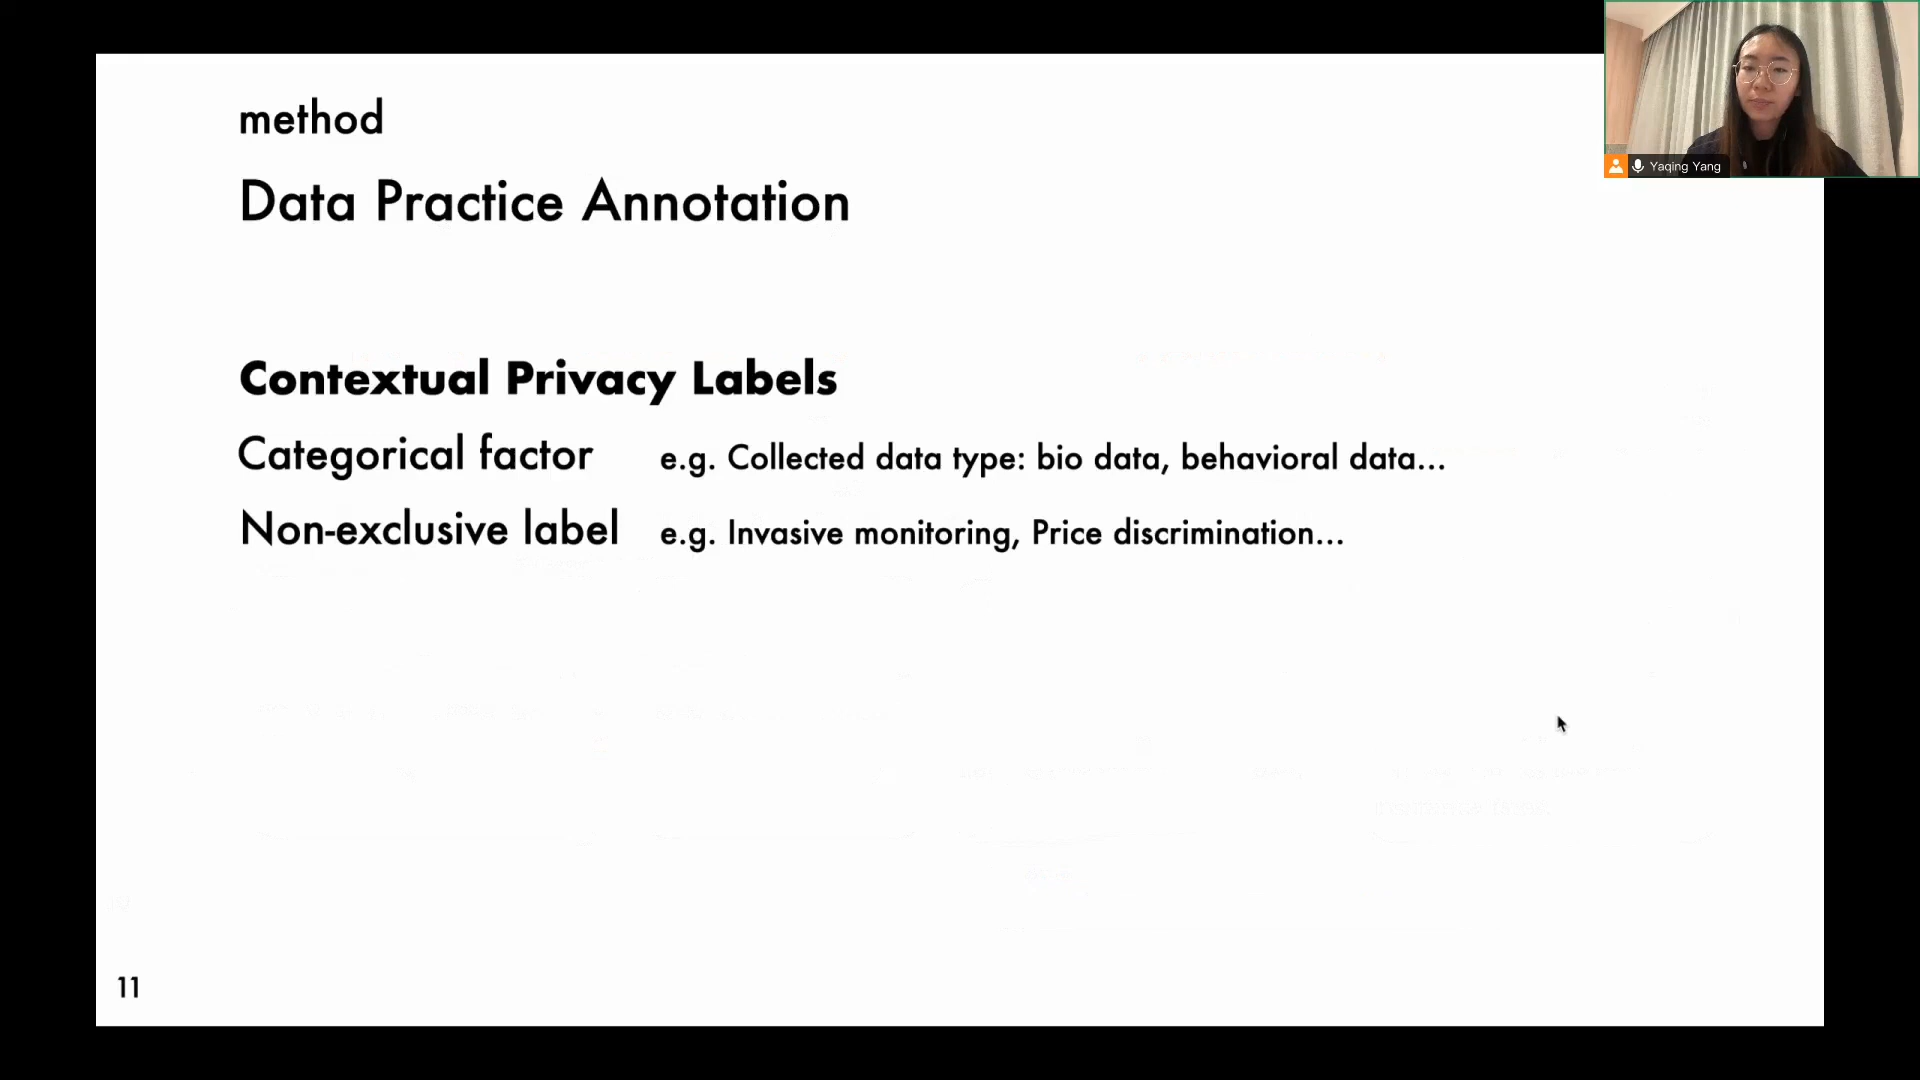 method
Data Practice Annotation
Contextual Privacy Labels
Categorical factor e.g. Collected data type: bio data, behavioral data...
Non-exclusive label e.g. Invasive monitoring, Price discrimination...
11
Yaqing Yang